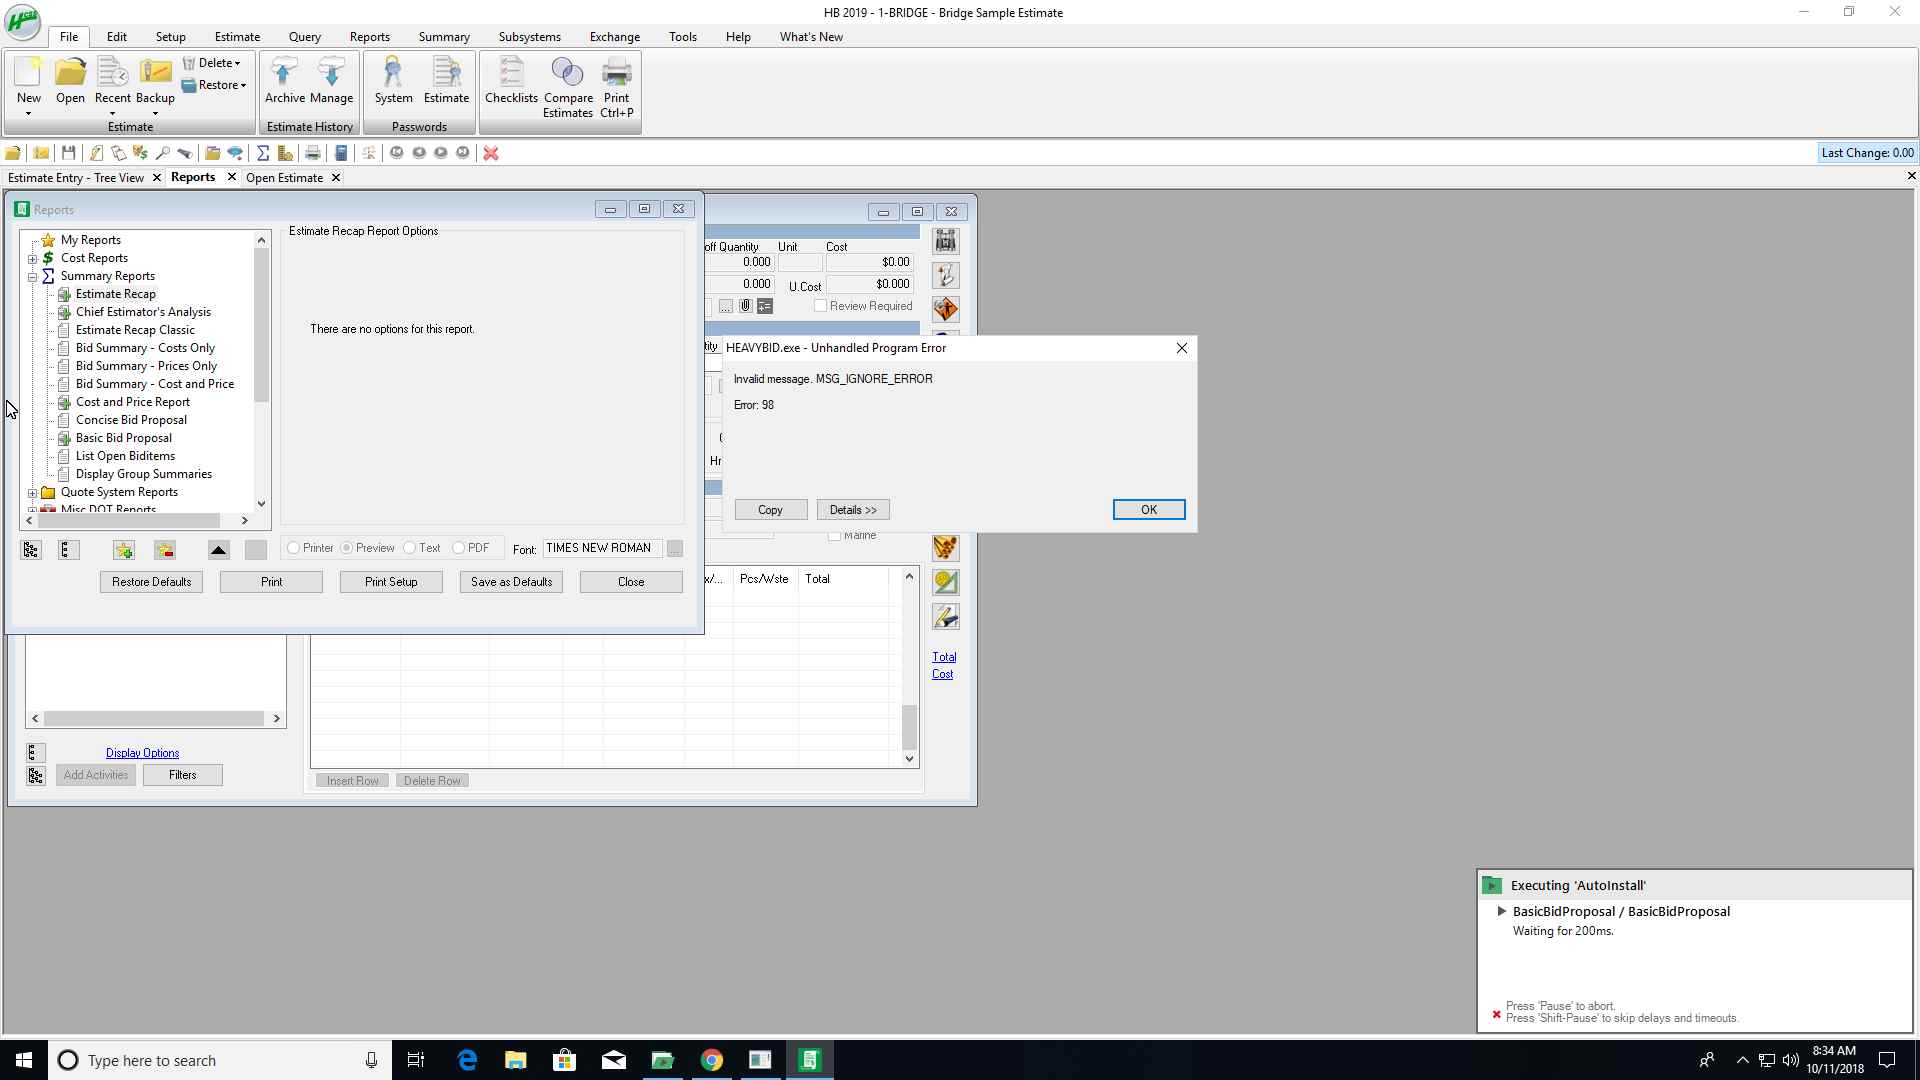 HB 2019 - 1-BRIDGE - Bridge Sample Estimate
File Edit Setup Estimate Query Reports Summary Subsystems Exchange Tools Help What's New
New Open Recent Backup Delete Restore Archive Manage System Estimate Checklists Compare Estimates Print Ctrl+P
Estimate Estimate History Passwords
Last Change: 0.00
Estimate Entry - Tree View Reports Open Estimate
Reports
My Reports
Cost Reports
Summary Reports
Estimate Recap
Chief Estimator's Analysis
Estimate Recap Classic
Bid Summary - Costs Only
Bid Summary - Prices Only
Bid Summary - Cost and Price
Cost and Price Report
Concise Bid Proposal
Basic Bid Proposal
List Open Biditems
Display Group Summaries
Quote System Reports
Misc DOT Reports
Estimate Recap Report Options
There are no options for this report.
Printer Preview Text PDF Font: TIMES NEW ROMAN ...
Restore Defaults Print Print Setup Save as Defaults Close
off Quantity Unit Cost
0.000 $0.00
0.000 U.Cost $0.000
... Review Required
HEAVYBID.exe - Unhandled Program Error
Invalid message. MSG_IGNORE_ERROR
Error: 98
Copy Details >> OK
Marine
x/... Pcs/Wste Total
Total
Cost
Display Options
Add Activities Filters
Insert Row Delete Row
Executing 'AutoInstall'
BasicBidProposal / BasicBidProposal
Waiting for 200ms.
Press 'Pause' to abort.
Press 'Shift-Pause' to skip delays and timeouts.
Type here to search
8:34 AM
10/11/2018